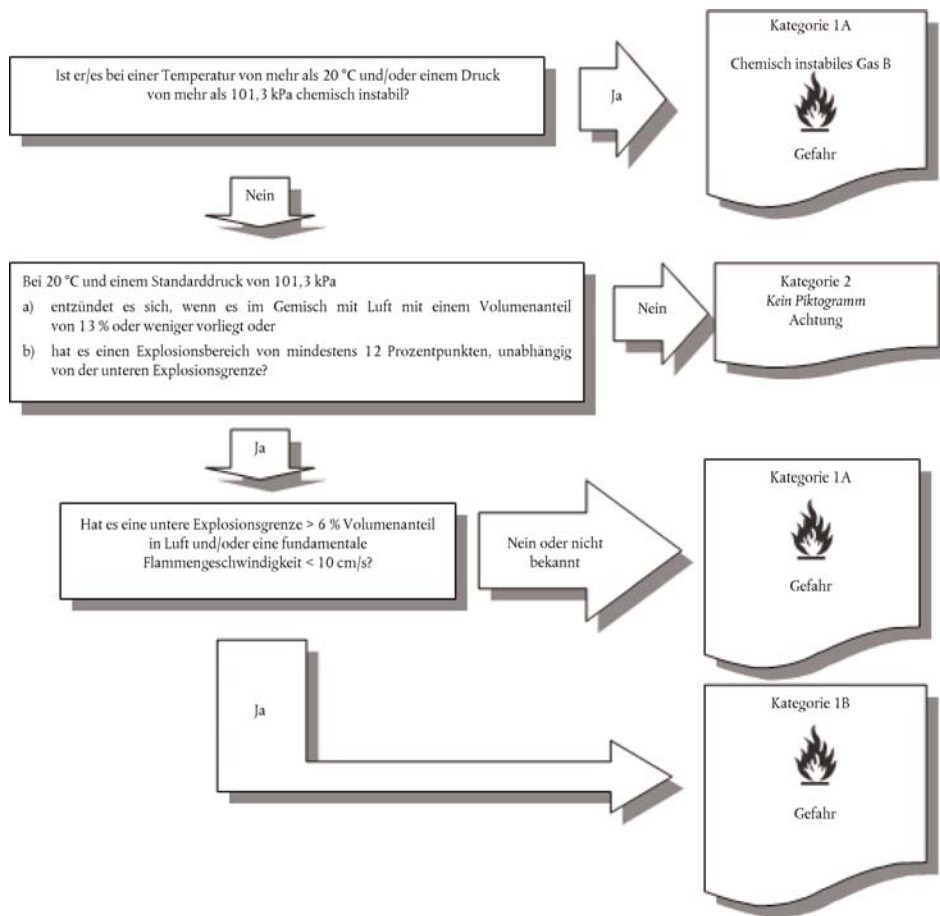 Ist er/es bei einer Temperatur von mehr als 20 °C und/oder einem Druck
von mehr als 101,3 kPa chemisch instabil?
Ja
Kategorie 1A
Chemisch instabiles Gas B
Gefahr
Nein
Bei 20 °C und einem Standarddruck von 101,3 kPa
a) entzündet es sich, wenn es im Gemisch mit Luft mit einem Volumenanteil
von 13 % oder weniger vorliegt oder
b) hat es einen Explosionsbereich von mindestens 12 Prozentpunkten, unabhängig
von der unteren Explosionsgrenze?
Nein
Kategorie 2
Kein Piktogramm
Achtung
Ja
Hat es eine untere Explosionsgrenze > 6 % Volumenanteil
in Luft und/oder eine fundamentale
Flammengeschwindigkeit < 10 cm/s?
Nein oder nicht
bekannt
Kategorie 1A
Gefahr
Ja
Kategorie 1B
Gefahr